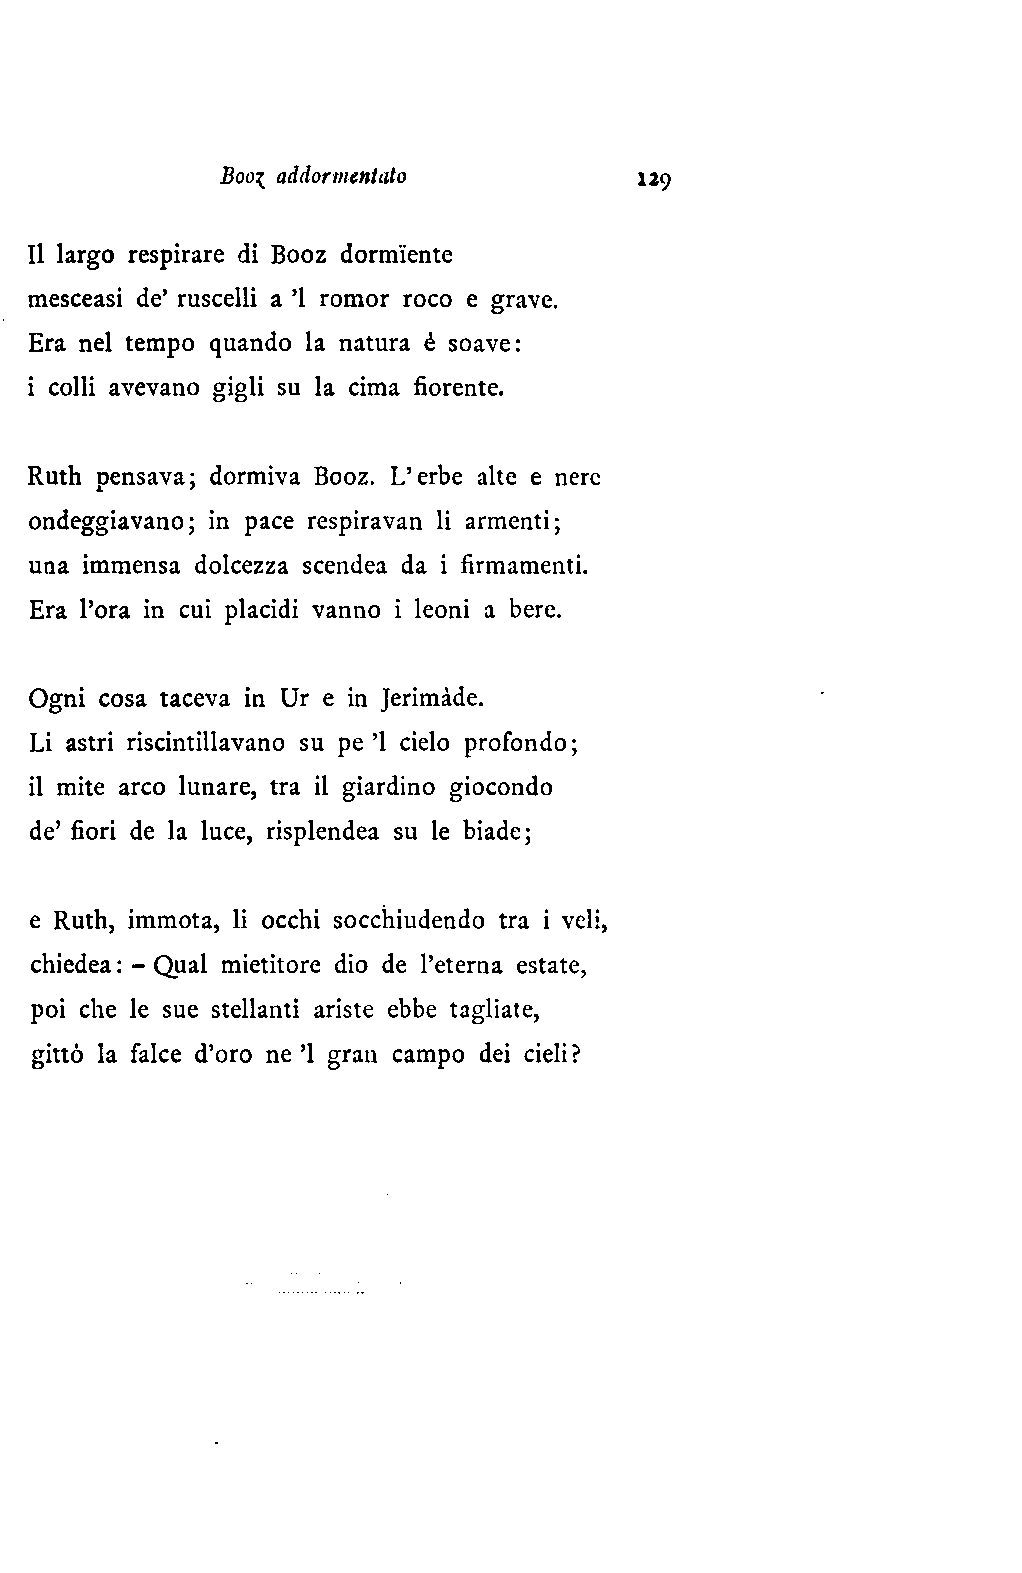 Booz addormentato 129
Il largo respirare di Booz dormïente
mesceasi de' ruscelli a 'l romor roco e grave.
Era nel tempo quando la natura è soave:
i colli avevano gigli su la cima fiorente.
Ruth pensava; dormiva Booz. L'erbe alte e nere
ondeggiavano; in pace respiravan li armenti;
una immensa dolcezza scendea da i firmamenti.
Era l'ora in cui placidi vanno i leoni a bere.
Ogni cosa taceva in Ur e in Jerimàde.
Li astri riscintillavano su pe 'l cielo profondo;
il mite arco lunare, tra il giardino giocondo
de' fiori de la luce, risplendea su le biade;
e Ruth, immota, li occhi socchiudendo tra i veli,
chiedea: – Qual mietitore dio de l'eterna estate,
poi che le sue stellanti ariste ebbe tagliate,
gittò la falce d'oro ne 'l gran campo dei cieli?